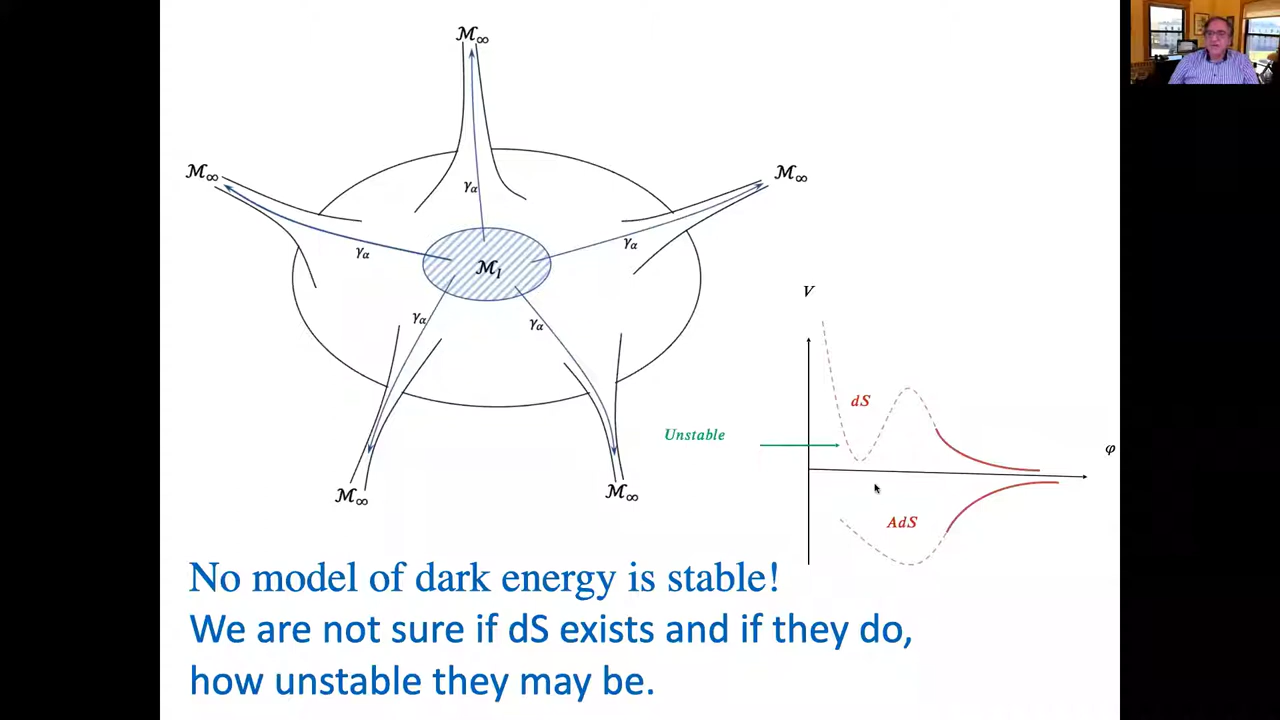 ℳ∞
ℳ∞
ℳ∞
γα
γα
γα
ℳI
γα
γα
V
dS
Unstable
φ
ℳ∞
ℳ∞
AdS
No model of dark energy is stable!
We are not sure if dS exists and if they do,
how unstable they may be.